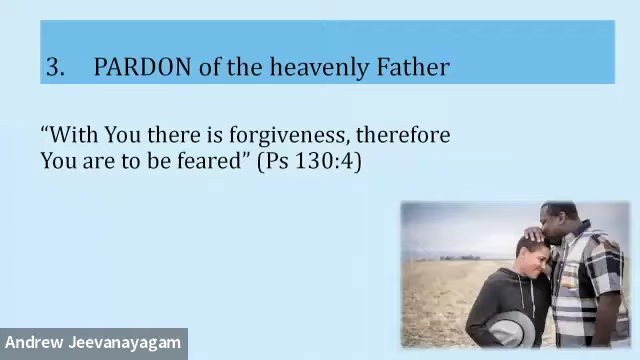 3. PARDON of the heavenly Father
“With You there is forgiveness, therefore
You are to be feared” (Ps 130:4)
Andrew Jeevanayagam